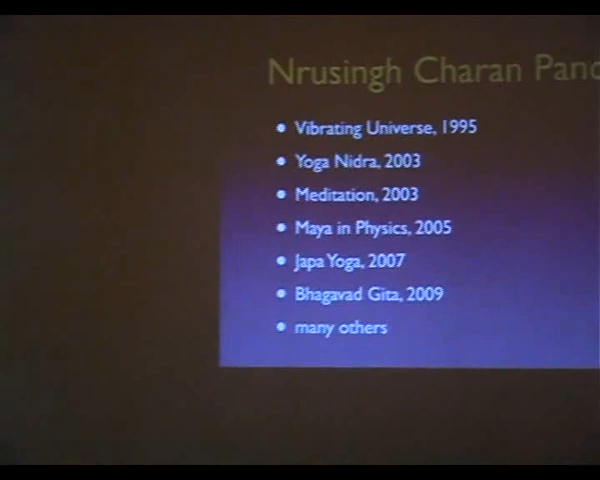 Nrusingh Charan
• Vibrating Universe, 1995
• Yoga Nidra, 2003
• Meditation, 2003
• Maya in Physics, 2005
• Japa Yoga, 2007
• Bhagavad Gita, 2009
• many others